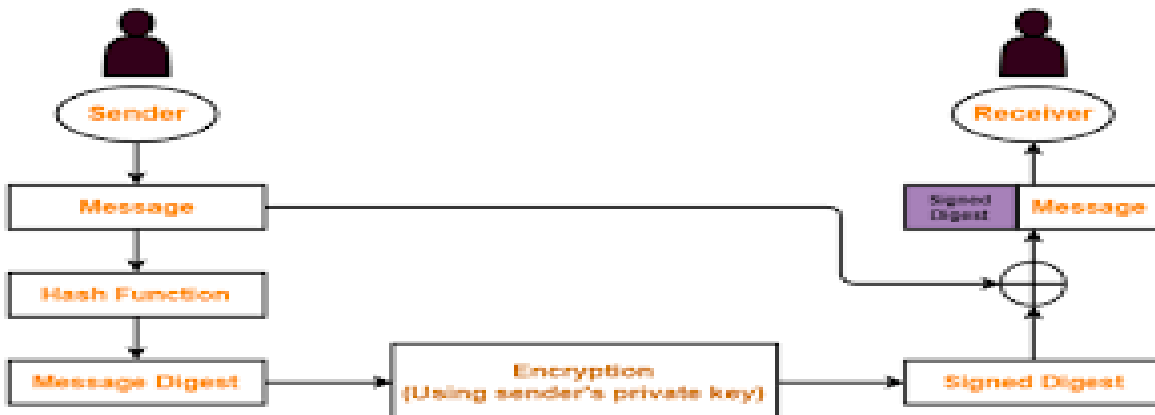 Sender
Receiver
Message
Signed
Digest
Message
Hash Function
Message Digest
Encryption
(Using sender's private key)
Signed Digest